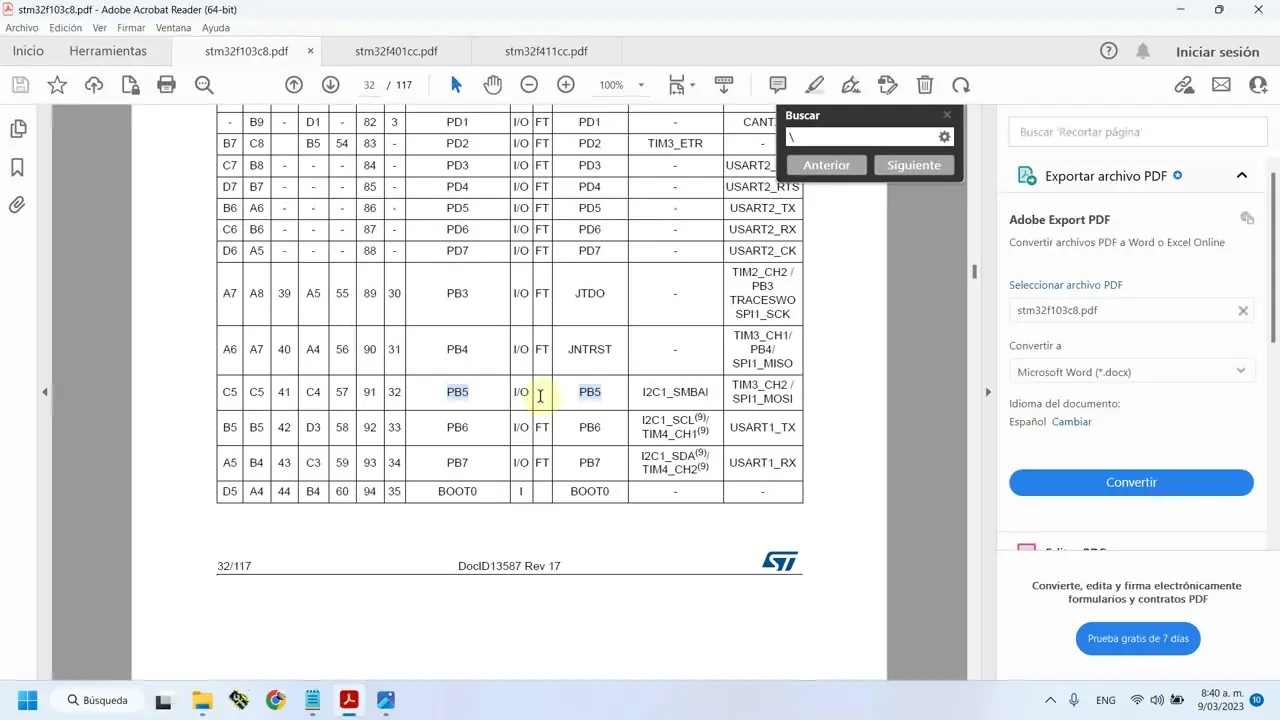 stm32f103c8.pdf - Adobe Acrobat Reader (64-bit)
Archivo Edición Ver Firmar Ventana Ayuda
Inicio Herramientas stm32f103c8.pdf × stm32f401cc.pdf stm32f411cc.pdf Iniciar sesión
32 / 117 100%
- B9 - D1 - 82 3 PD1 I/O FT PD1 -
B7 C8 B5 54 83 - PD2 I/O FT PD2 TIM3_ETR -
C7 B8 - - - 84 - PD3 I/O FT PD3 -
D7 B7 - - - 85 - PD4 I/O FT PD4 - USART2_RTS
B6 A6 - - - 86 - PD5 I/O FT PD5 - USART2_TX
C6 B6 - - - 87 - PD6 I/O FT PD6 - USART2_RX
D6 A5 - - - 88 - PD7 I/O FT PD7 - USART2_CK
A7 A8 39 A5 55 89 30 PB3 I/O FT JTDO - TIM2_CH2 /
PB3
TRACESWO
SPI1_SCK
A6 A7 40 A4 56 90 31 PB4 I/O FT JNTRST - TIM3_CH1/
PB4/
SPI1_MISO
C5 C5 41 C4 57 91 32 PB5 I/O PB5 I2C1_SMBAI TIM3_CH2 /
SPI1_MOSI
B5 B5 42 D3 58 92 33 PB6 I/O FT PB6 I2C1_SCL(9)/
TIM4_CH1(9) USART1_TX
A5 B4 43 C3 59 93 34 PB7 I/O FT PB7 I2C1_SDA(9)/
TIM4_CH2(9) USART1_RX
D5 A4 44 B4 60 94 35 BOOT0 I BOOT0 - -
32/117 DocID13587 Rev 17 ST
Buscar
\
Anterior Siguiente
Buscar 'Recortar página'
Exportar archivo PDF
Adobe Export PDF
Convertir archivos PDF a Word o Excel Online
Seleccionar archivo PDF
stm32f103c8.pdf
Convertir a
Microsoft Word (*.docx)
Idioma del documento:
Español Cambiar
Convertir
Convierte, edita y firma electrónicamente
formularios y contratos PDF
Prueba gratis de 7 días
Búsqueda
ENG
8:40 a. m.
9/03/2023
10